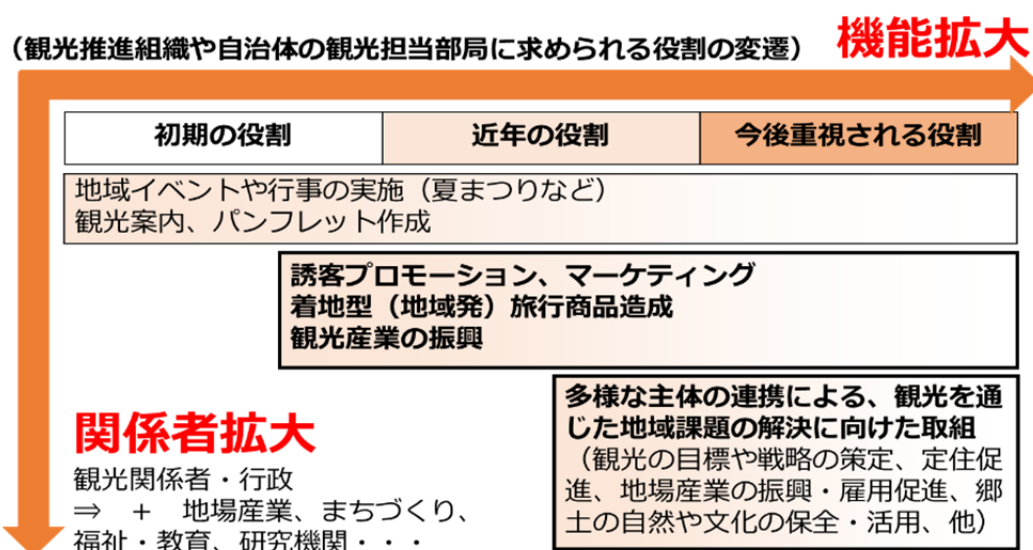 （観光推進組織や自治体の観光担当部局に求められる役割の変遷）
機能拡大
初期の役割
近年の役割
今後重視される役割
地域イベントや行事の実施（夏まつりなど）
観光案内、パンフレット作成
誘客プロモーション、マーケティング
着地型（地域発）旅行商品造成
観光産業の振興
多様な主体の連携による、観光を通
じた地域課題の解決に向けた取組
（観光の目標や戦略の策定、定住促
進、地場産業の振興・雇用促進、郷
土の自然や文化の保全・活用、他）
関係者拡大
観光関係者・行政
⇒　＋　地場産業、まちづくり、
福祉・教育、研究機関・・・